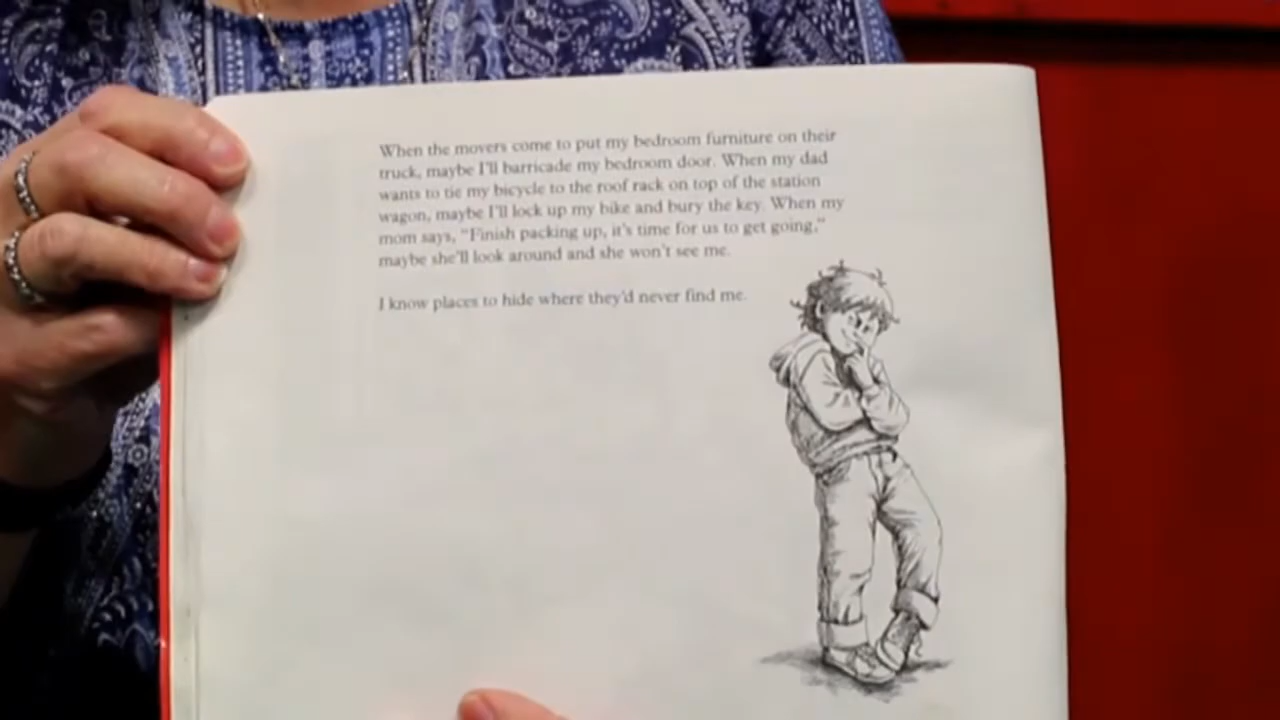 When the movers come to put my bedroom furniture on their
truck, maybe I'll barricade my bedroom door. When my dad
wants to tie my bicycle to the roof rack on top of the station
wagon, maybe I'll lock up my bike and bury the key. When my
mom says, "Finish packing up, it's time for us to get going,"
maybe she'll look around and she won't see me.
I know places to hide where they'd never find me.